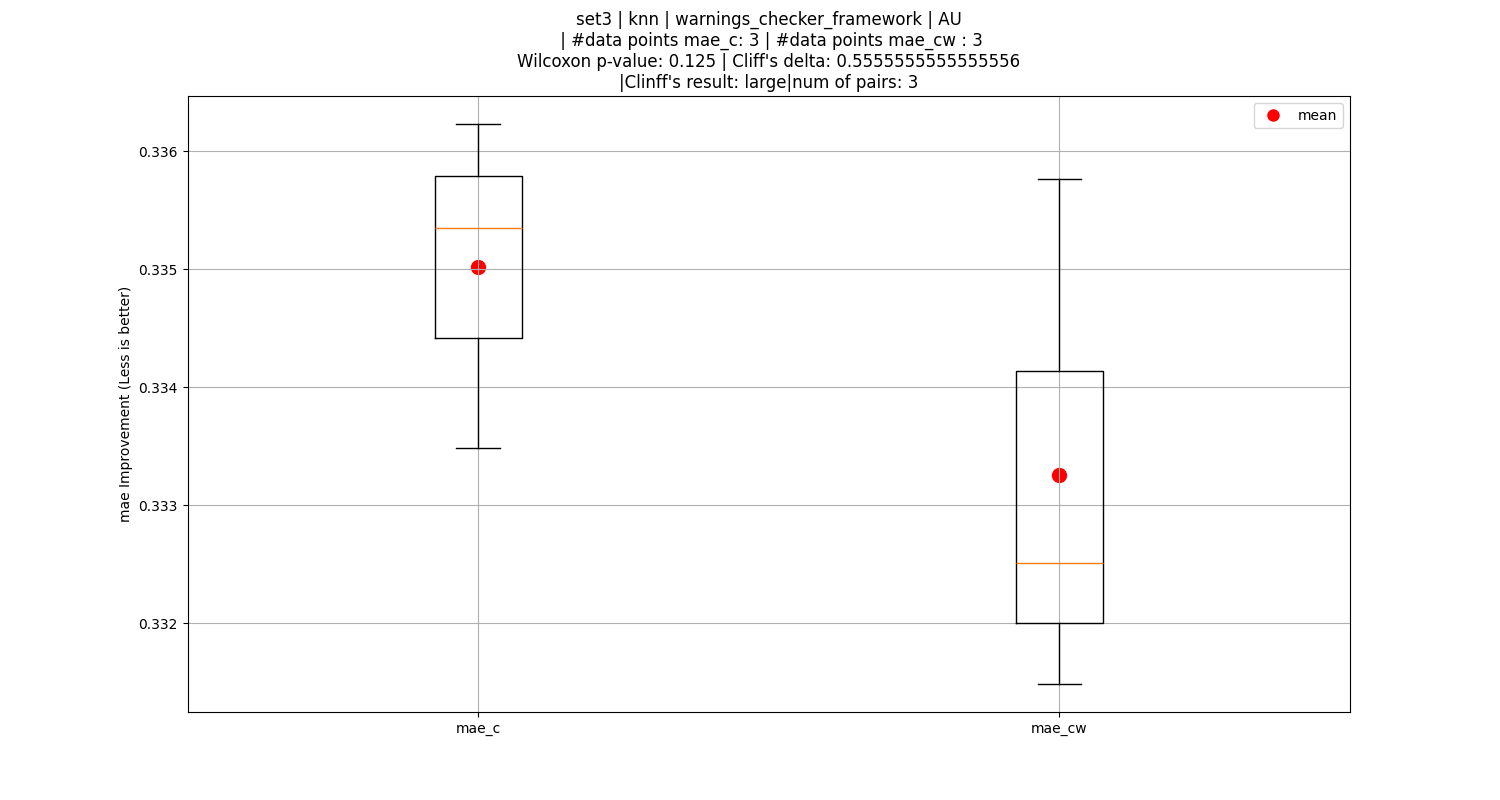 set3 | knn | warnings_checker_framework | AU
| #data points mae_c: 3 | #data points mae_cw : 3
Wilcoxon p-value: 0.125 | Cliff's delta: 0.5555555555555556
|Clinff's result: large|num of pairs: 3
mean
0.336
0.335
0.334
0.333
0.332
mae Improvement (Less is better)
mae_c
mae_cw